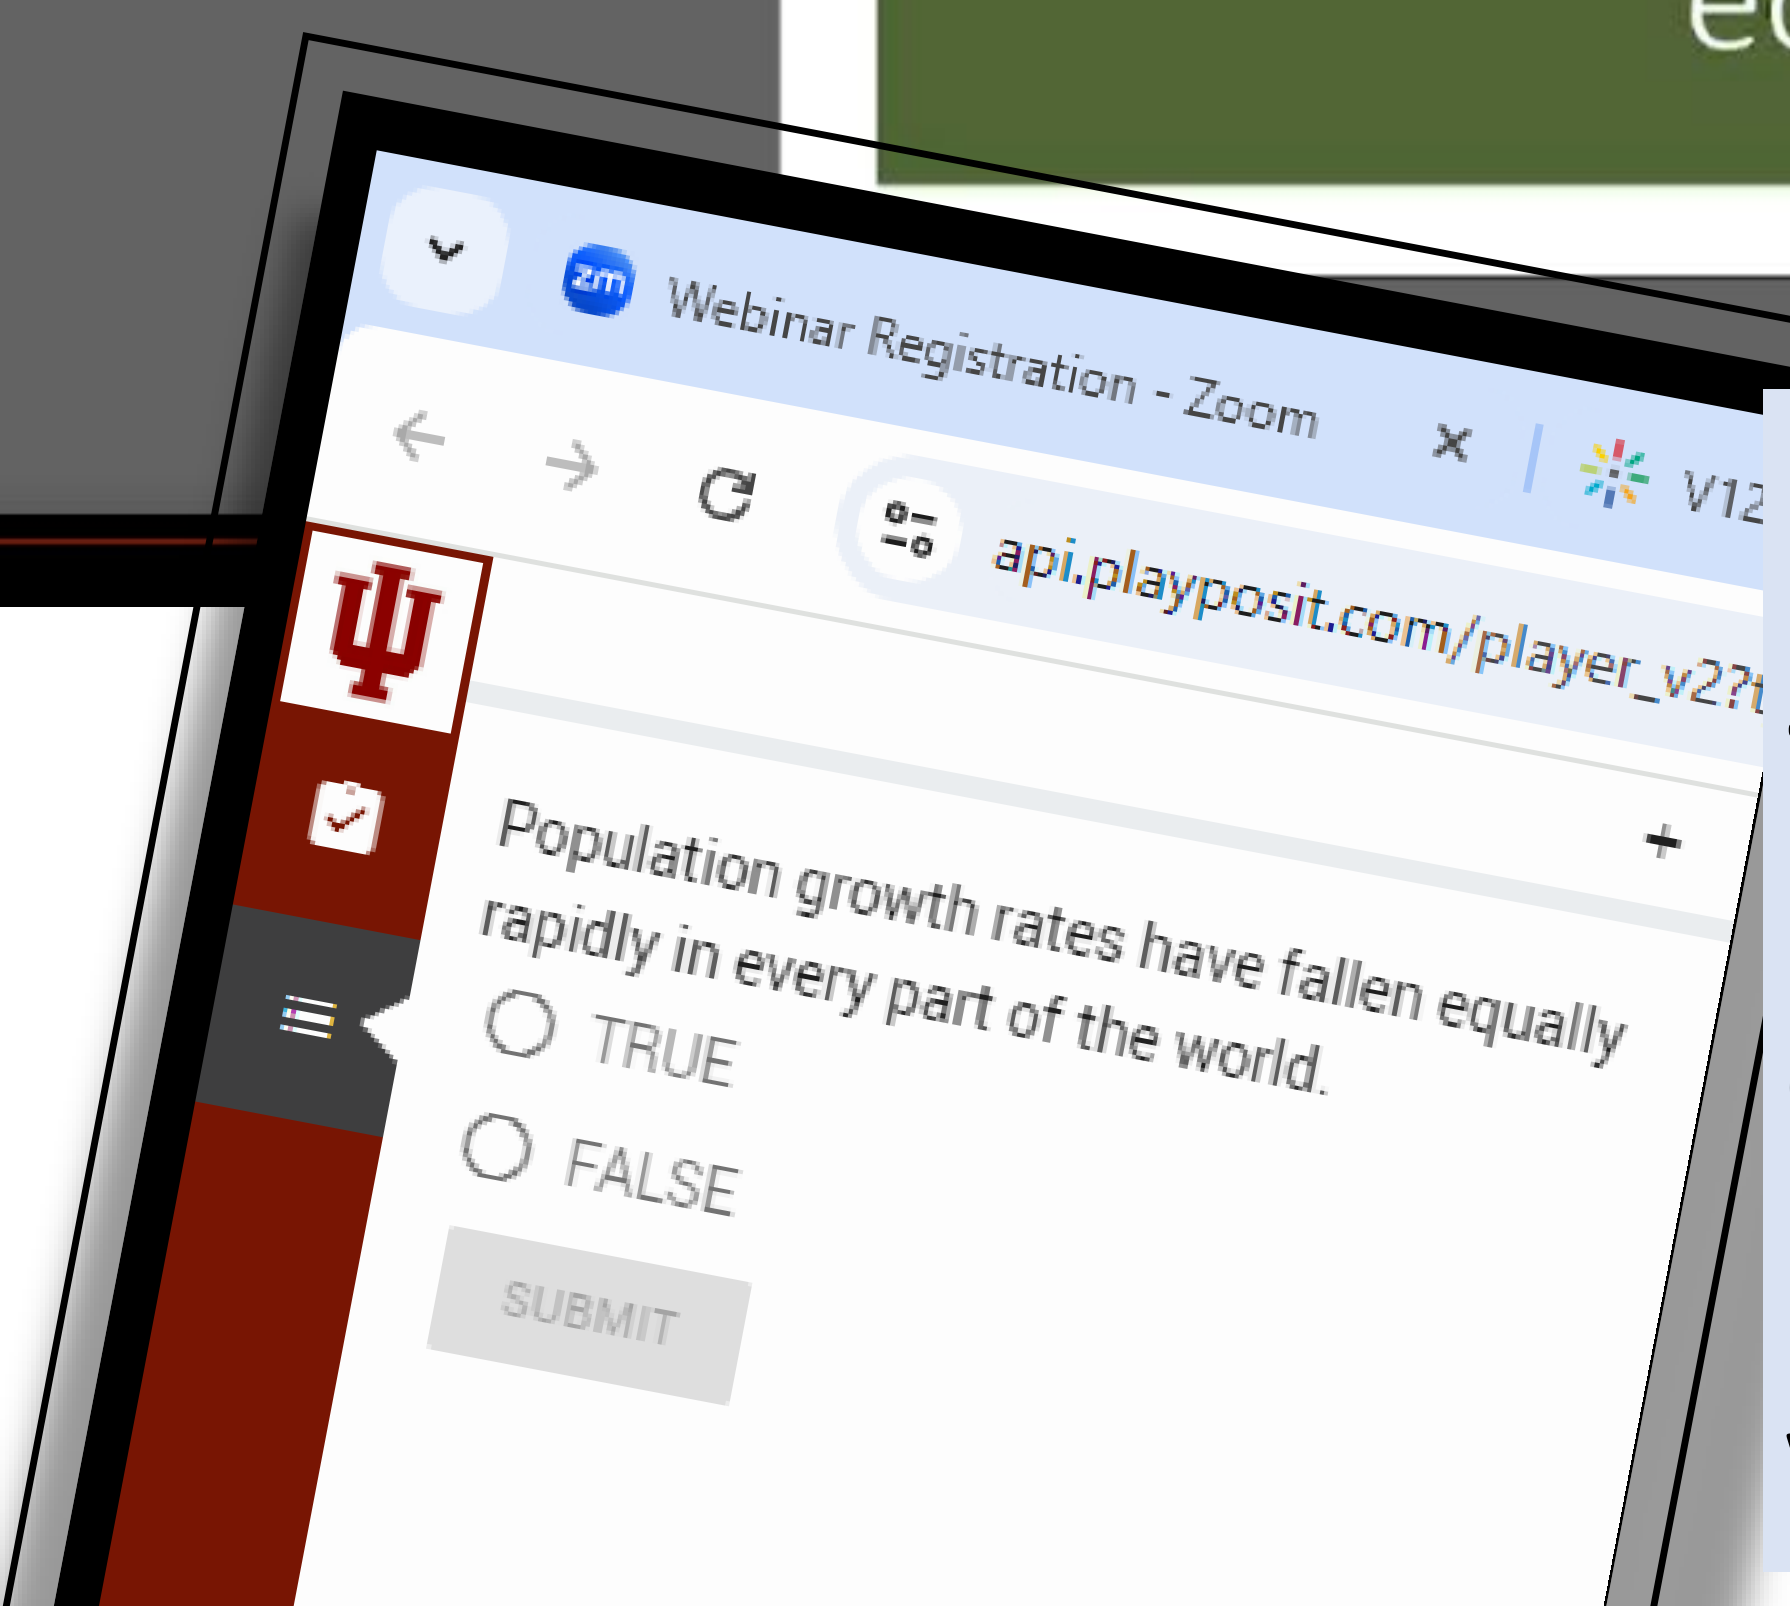 zm Webinar Registration - Zoom
api.playposit.com/player_v2?
Population growth rates have fallen equally
rapidly in every part of the world.
TRUE
FALSE
SUBMIT